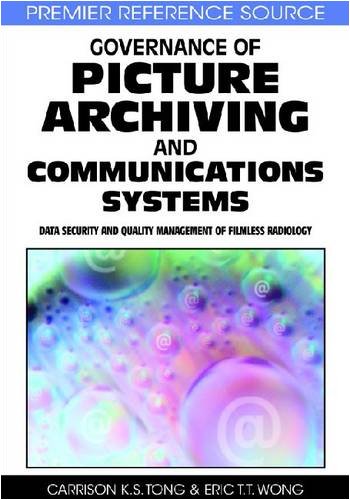 PREMIER REFERENCE SOURCE
GOVERNANCE OF
PICTURE
ARCHIVING
AND
COMMUNICATIONS
SYSTEMS
DATA SECURITY AND QUALITY MANAGEMENT OF FILMLESS RADIOLOGY
@
@
@
@
@
@
CARRISON K.S. TONG & ERIC T.T. WONG